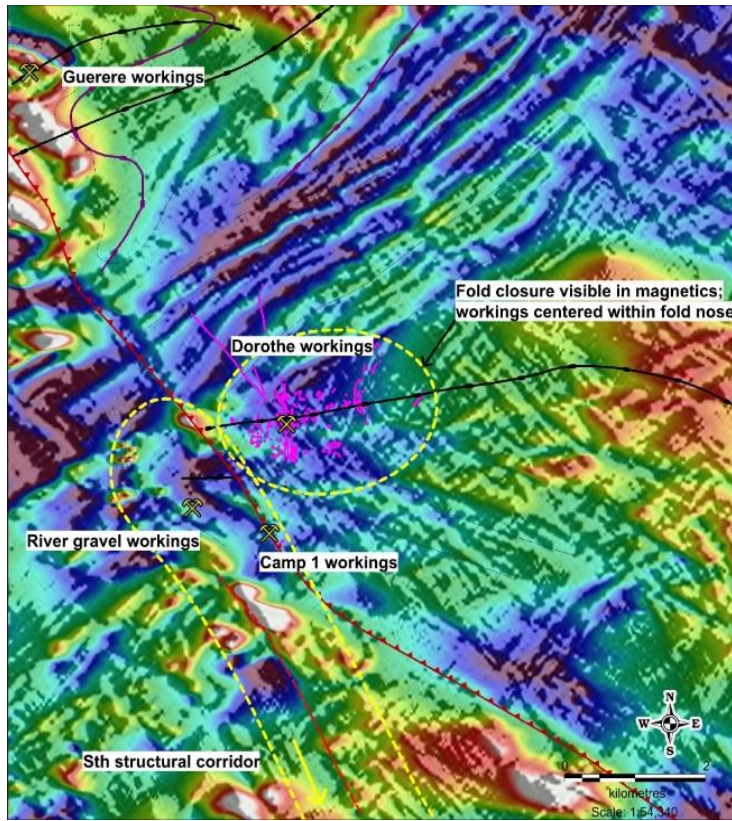 Guerere workings
Fold closure visible in magnetics;
workings centered within fold nose
Dorothe workings
River gravel workings
Camp 1 workings
Sth structural corridor
N
W E
S
0 2
kilometres
Scale: 1:54,340